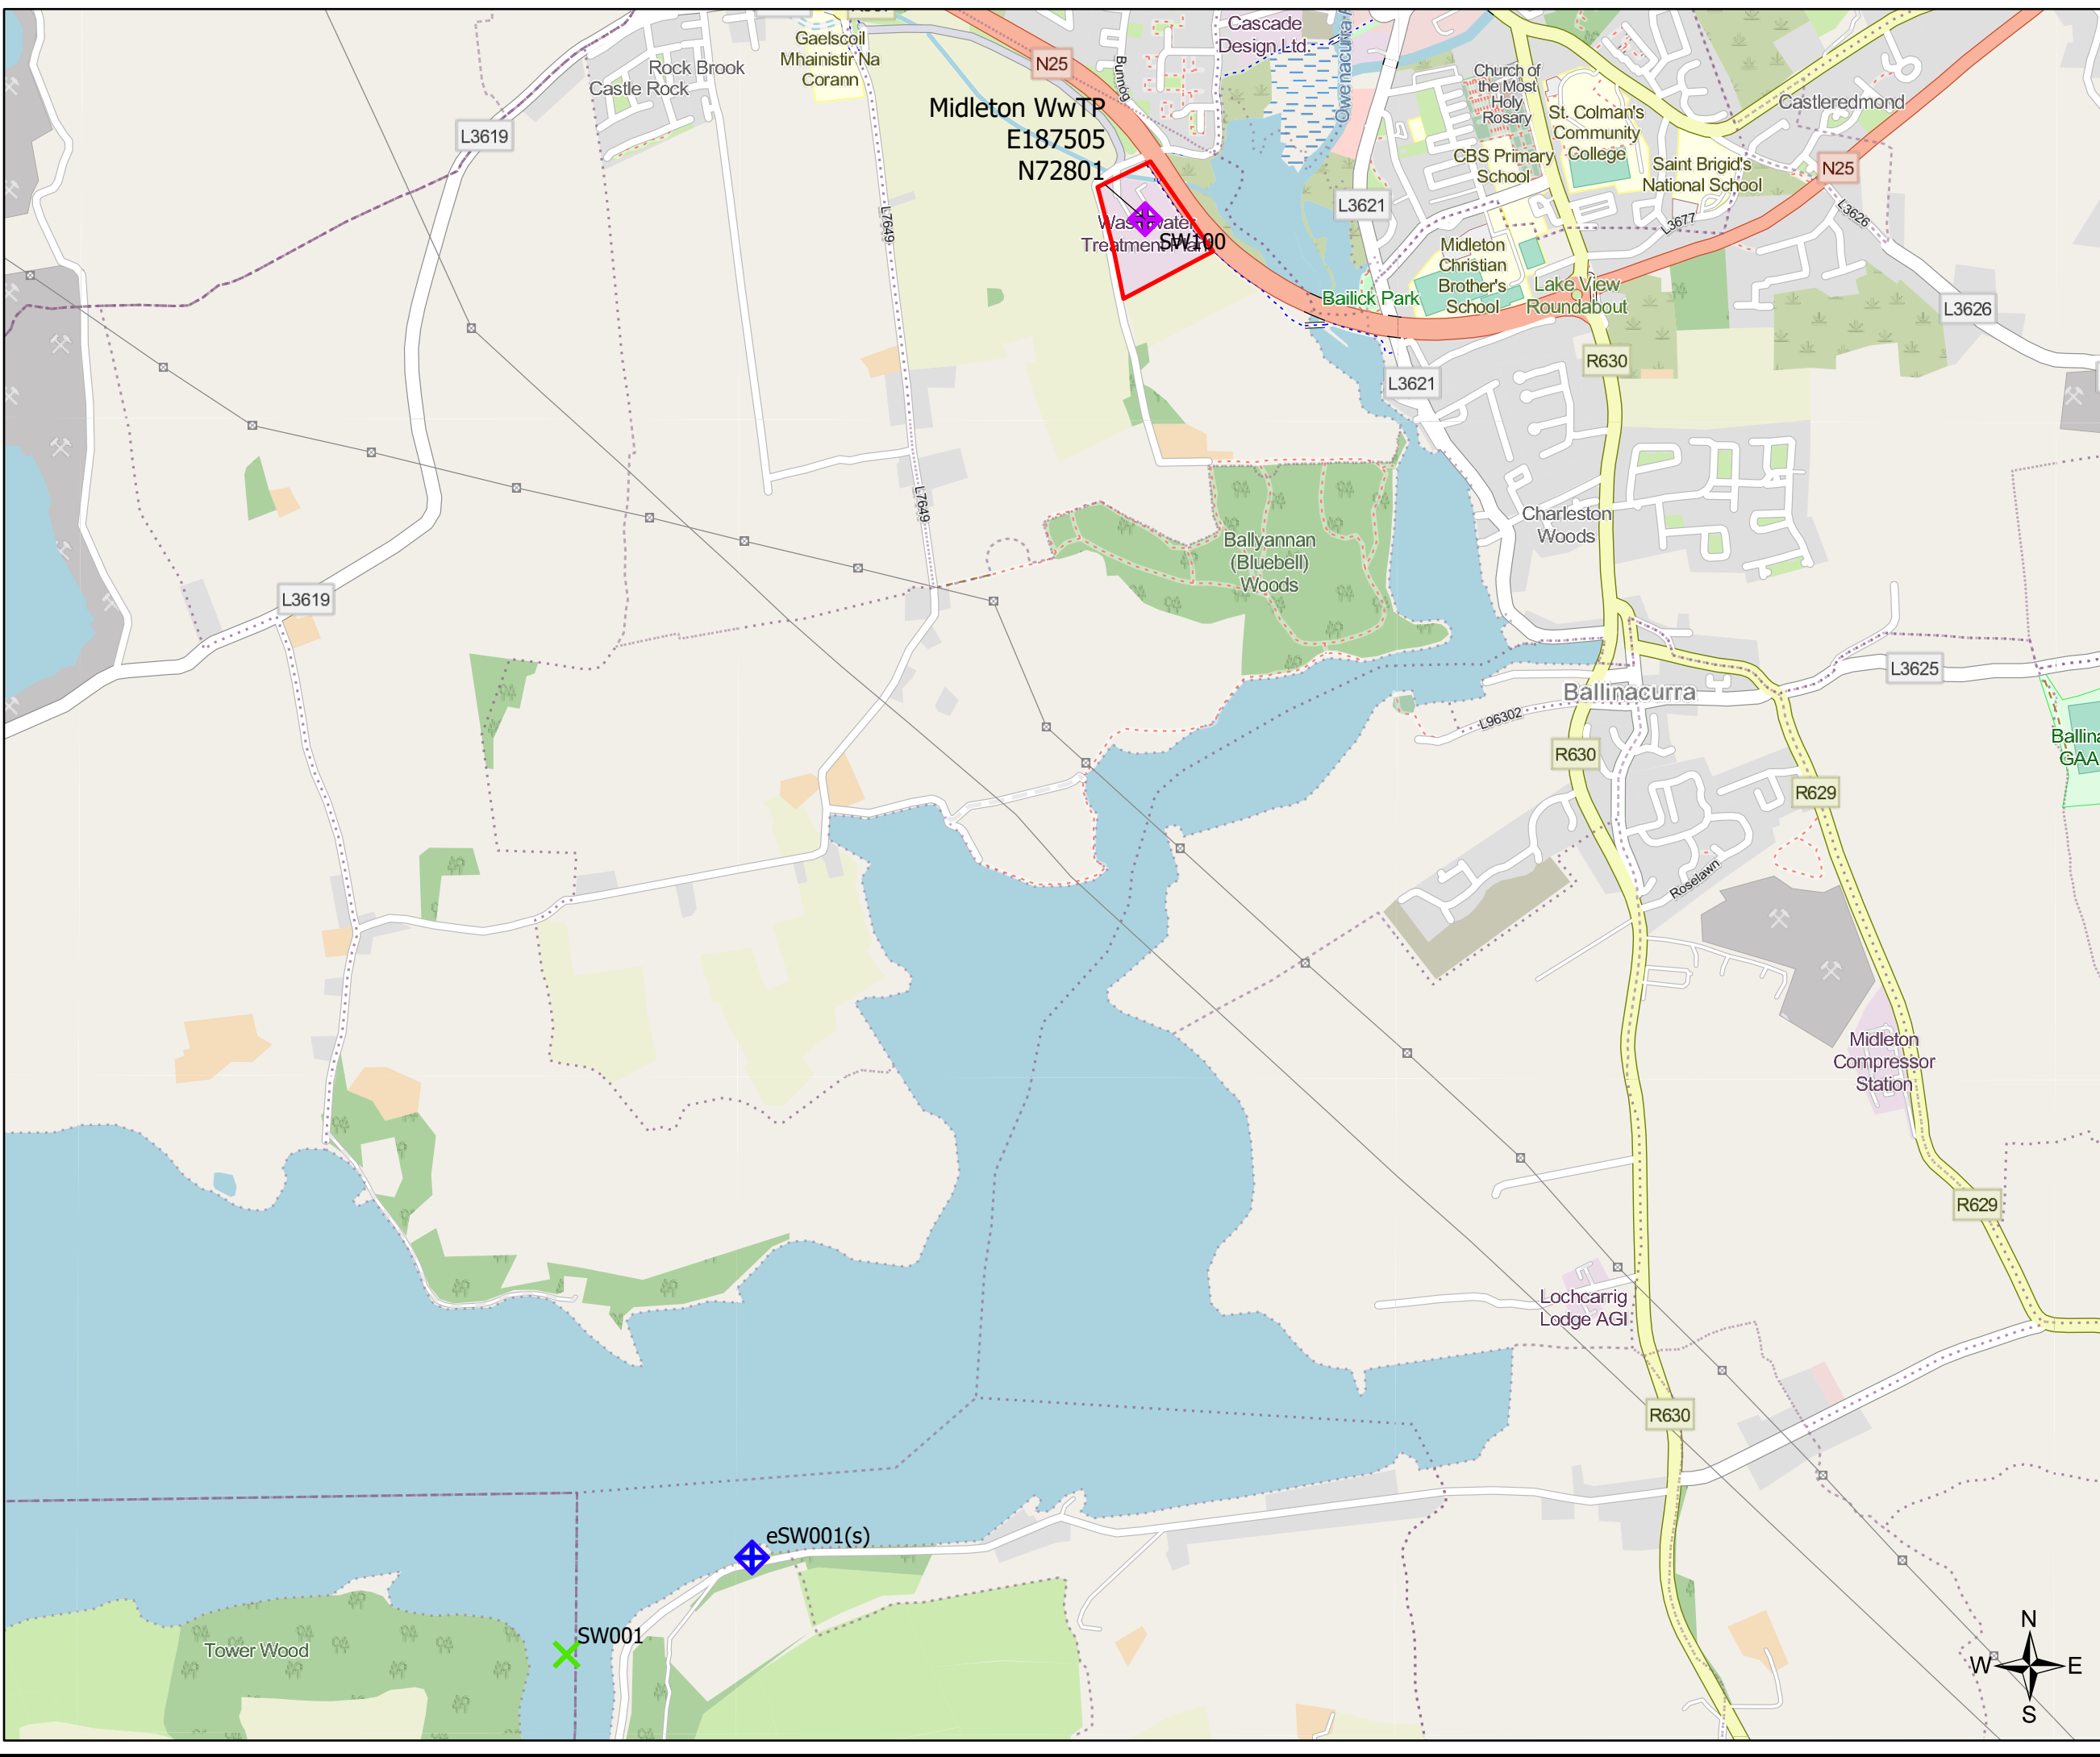 Cascade
Design Ltd.
Gaelscoil
Mhainistir Na
Corann
Rock Brook
Castle Rock
N25
Bunnóg
Owenacurra
Church of
the Most
Holy
Rosary
St. Colman's
Community
College
Castleredmond
L3619
Midleton WwTP
E187505
N72801
CBS Primary
School
Saint Brigid's
National School
N25
L3621
L7649
L3677
L3626
Wastewater
Treatment Plant
SW100
Midleton
Christian
Brother's
School
Bailick Park
Lake View
Roundabout
L3626
R630
L3621
L7649
Charleston
Woods
Ballyannan
(Bluebell)
Woods
L3619
L3625
Ballinacurra
L96302
R630
Ballina
GAA
R629
Roselawn
Midleton
Compressor
Station
R629
Lochcarrig
Lodge AGI
R630
eSW001(s)
SW001
Tower Wood
N
W
E
S